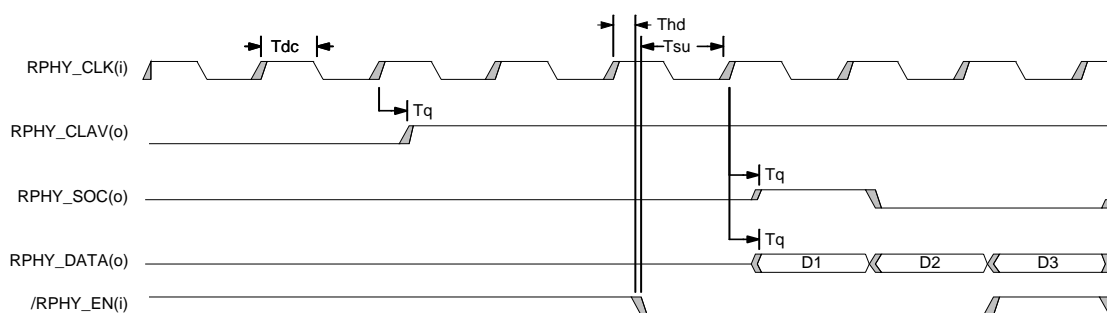 Thd
Tdc
Tsu
RPHY_CLK(i)
Tq
RPHY_CLAV(o)
Tq
RPHY_SOC(o)
Tq
RPHY_DATA(o)
D1
D2
D3
/RPHY_EN(i)